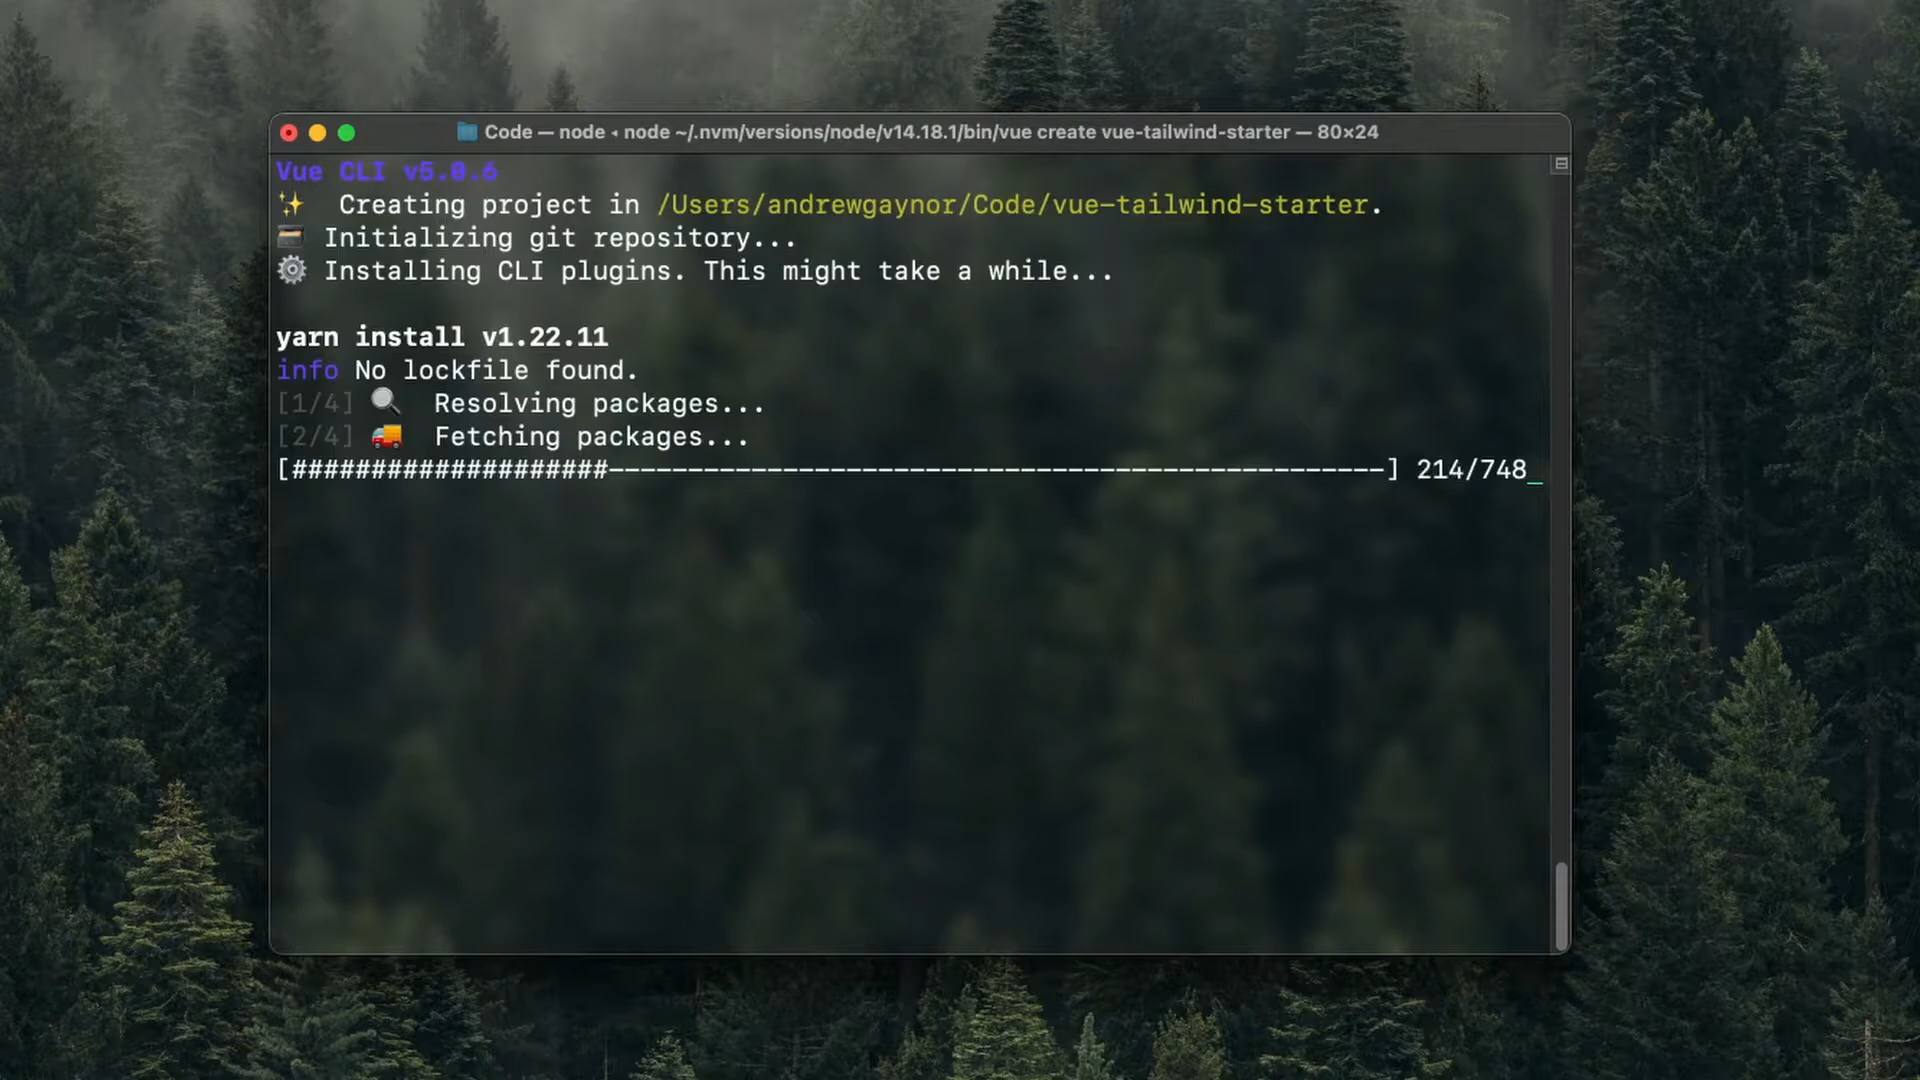 Code — node ◂ node ~/.nvm/versions/node/v14.18.1/bin/vue create vue-tailwind-starter — 80×24
Vue CLI v5.0.6
✨ Creating project in /Users/andrewgaynor/Code/vue-tailwind-starter.
🗃 Initializing git repository...
⚙️ Installing CLI plugins. This might take a while...
yarn install v1.22.11
info No lockfile found.
[1/4] 🔍 Resolving packages...
[2/4] 🚚 Fetching packages...
[####################-------------------------------------------------] 214/748